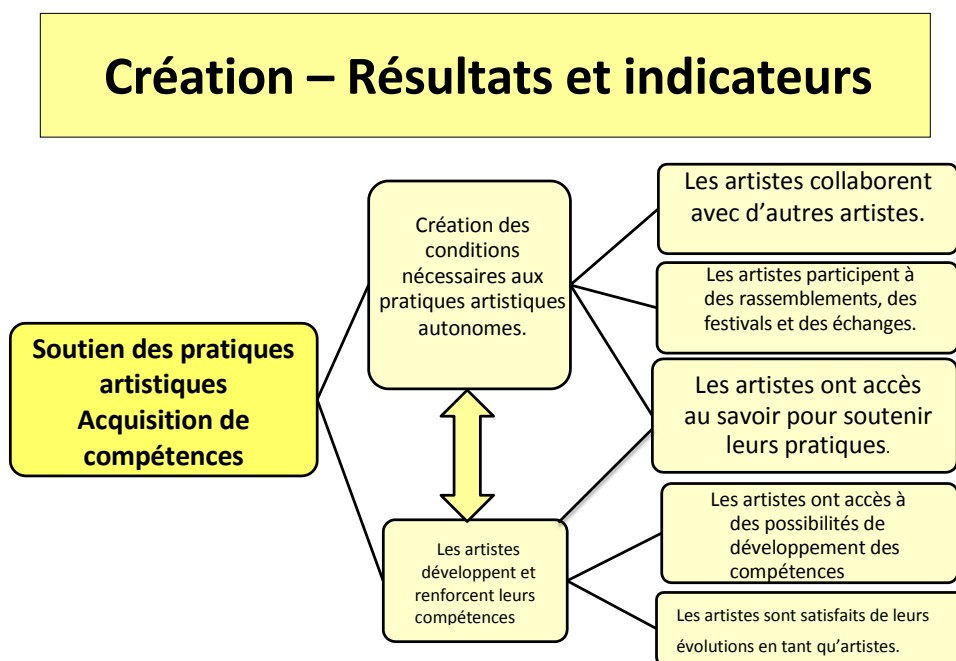 Création – Résultats et indicateurs
Soutien des pratiques
artistiques
Acquisition de
compétences
Création des
conditions
nécessaires aux
pratiques artistiques
autonomes.
Les artistes
développent et
renforcent leurs
compétences
Les artistes collaborent
avec d’autres artistes.
Les artistes participent à
des rassemblements, des
festivals et des échanges.
Les artistes ont accès
au savoir pour soutenir
leurs pratiques.
Les artistes ont accès à
des possibilités de
développement des
compétences
Les artistes sont satisfaits de leurs
évolutions en tant qu’artistes.